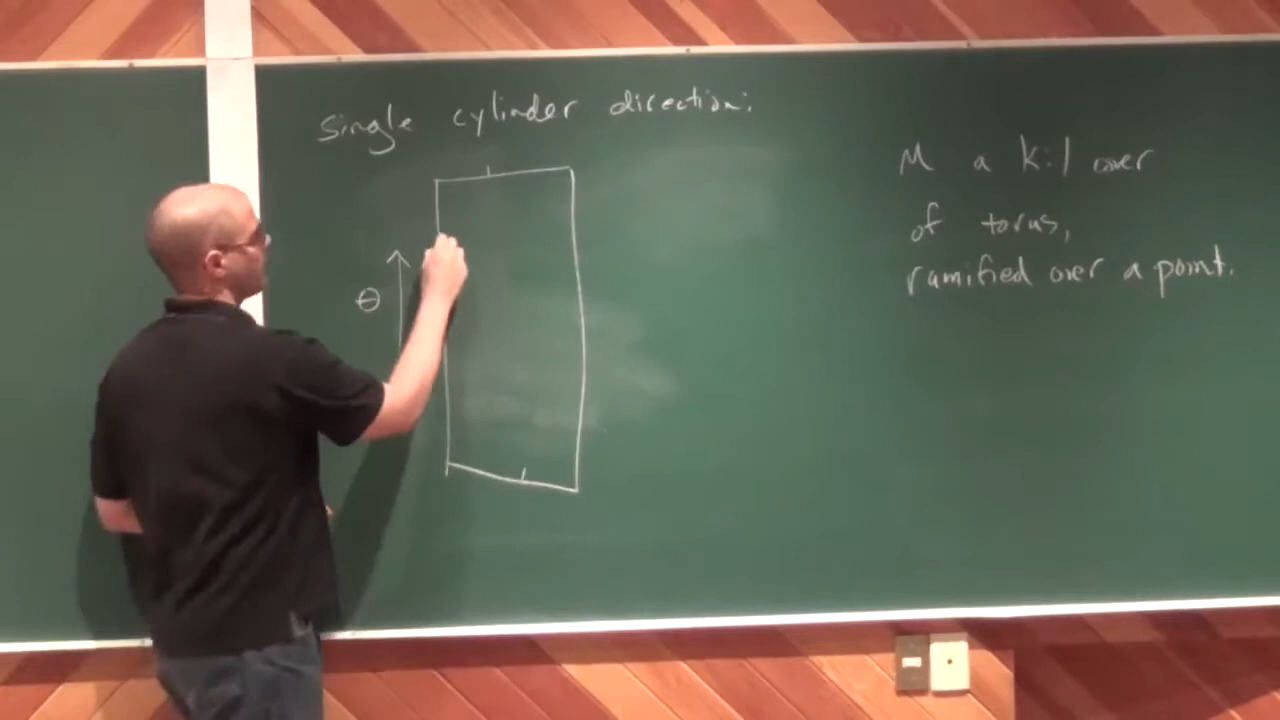 single cylinder direction:
θ
M a k:1 cover
of torus,
ramified over a point.